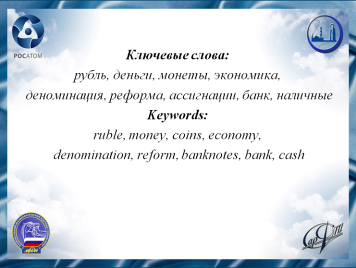 РОСАТОМ
Ключевые слова:
рубль, деньги, монеты, экономика,
деноминация, реформа, ассигнации, банк, наличные
Keywords:
ruble, money, coins, economy,
denomination, reform, banknotes, bank, cash